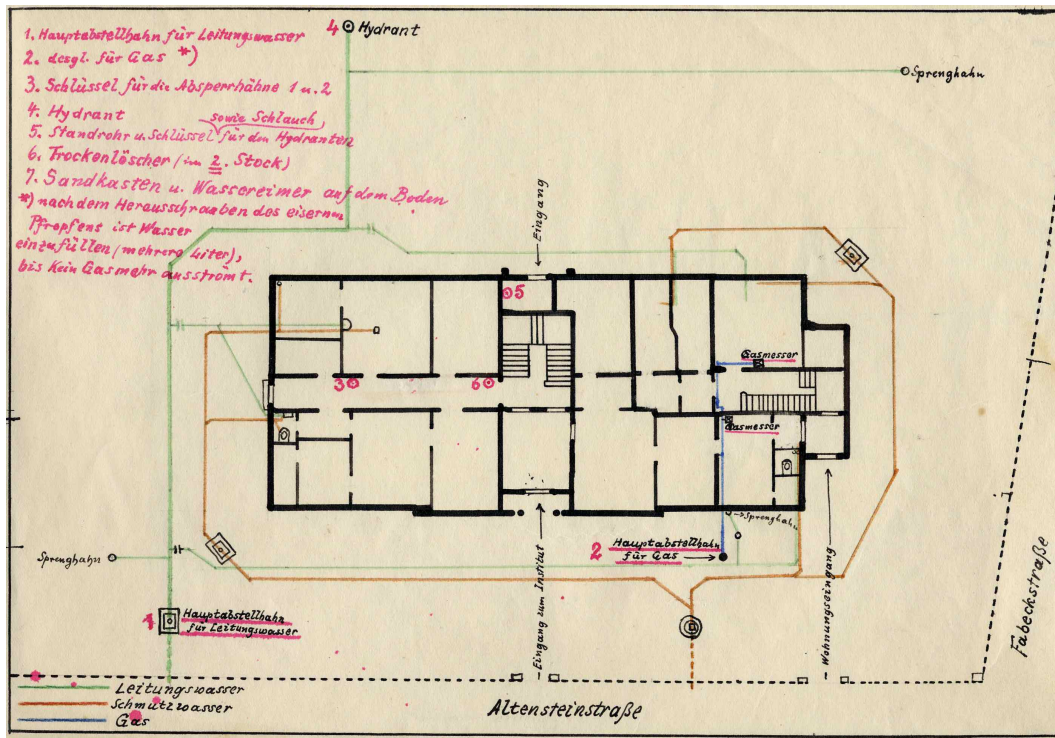 1. Hauptabstellhahn für Leitungswasser
2. desgl. für Gas *)
3. Schlüssel für die Absperrhähne 1 u. 2
4. Hydrant
sowie Schlauch
5. Standrohr u. Schlüssel für den Hydranten
6. Trockenlöscher (im 2. Stock)
7. Sandkasten u. Wassereimer auf dem Boden
*) nach dem Herausschrauben des eisernen
Pfropfens ist Wasser
einzufüllen (mehrere Liter),
bis kein Gas mehr ausströmt.
4 Hydrant
Sprenghahn
Eingang
5
Gasmesser
3
6
Gasmesser
Sprenghahn
Sprenghahn
2 Hauptabstellhahn
für Gas
1 Hauptabstellhahn
für Leitungswasser
Eingang zum Institut
Wohnungseingang
Fabeckstraße
Leitungswasser
Schmutzwasser
Gas
Altensteinstraße